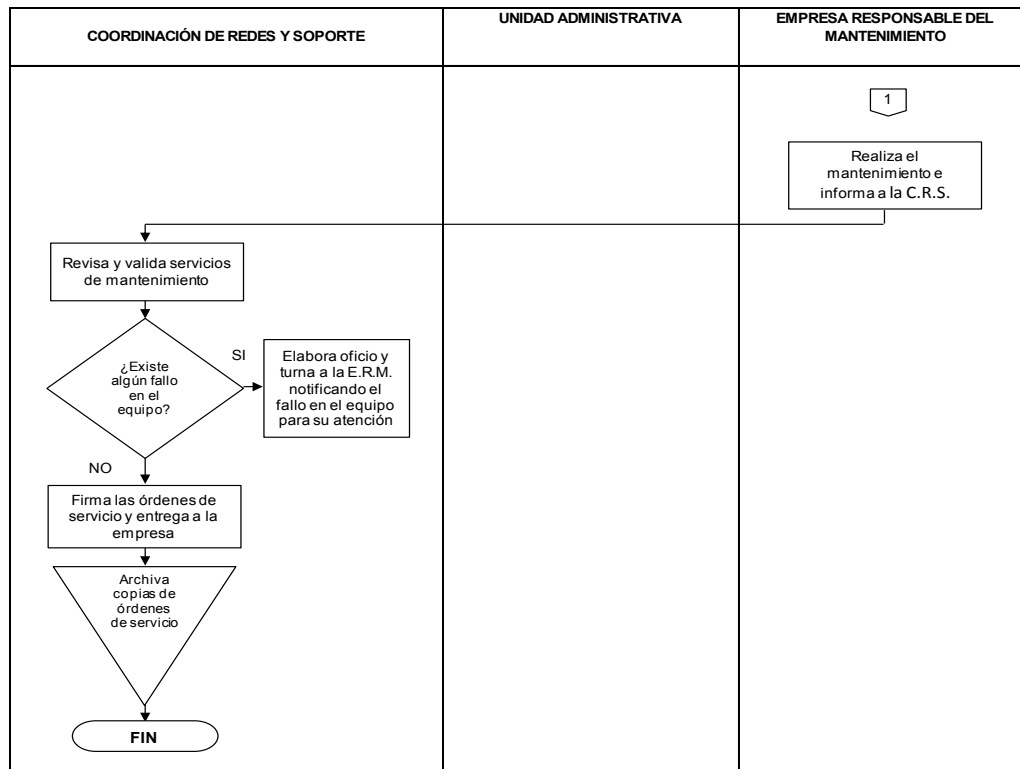 COORDINACIÓN DE REDES Y SOPORTE
UNIDAD ADMINISTRATIVA
EMPRESA RESPONSABLE DEL
MANTENIMIENTO
1
Realiza el
mantenimiento e
informa a la C.R.S.
Revisa y valida servicios
de mantenimiento
¿Existe
algún fallo
en el
equipo?
SI
Elabora oficio y
turna a la E.R.M.
notificando el
fallo en el equipo
para su atención
NO
Firma las órdenes de
servicio y entrega a la
empresa
Archiva
copias de
órdenes
de servicio
FIN